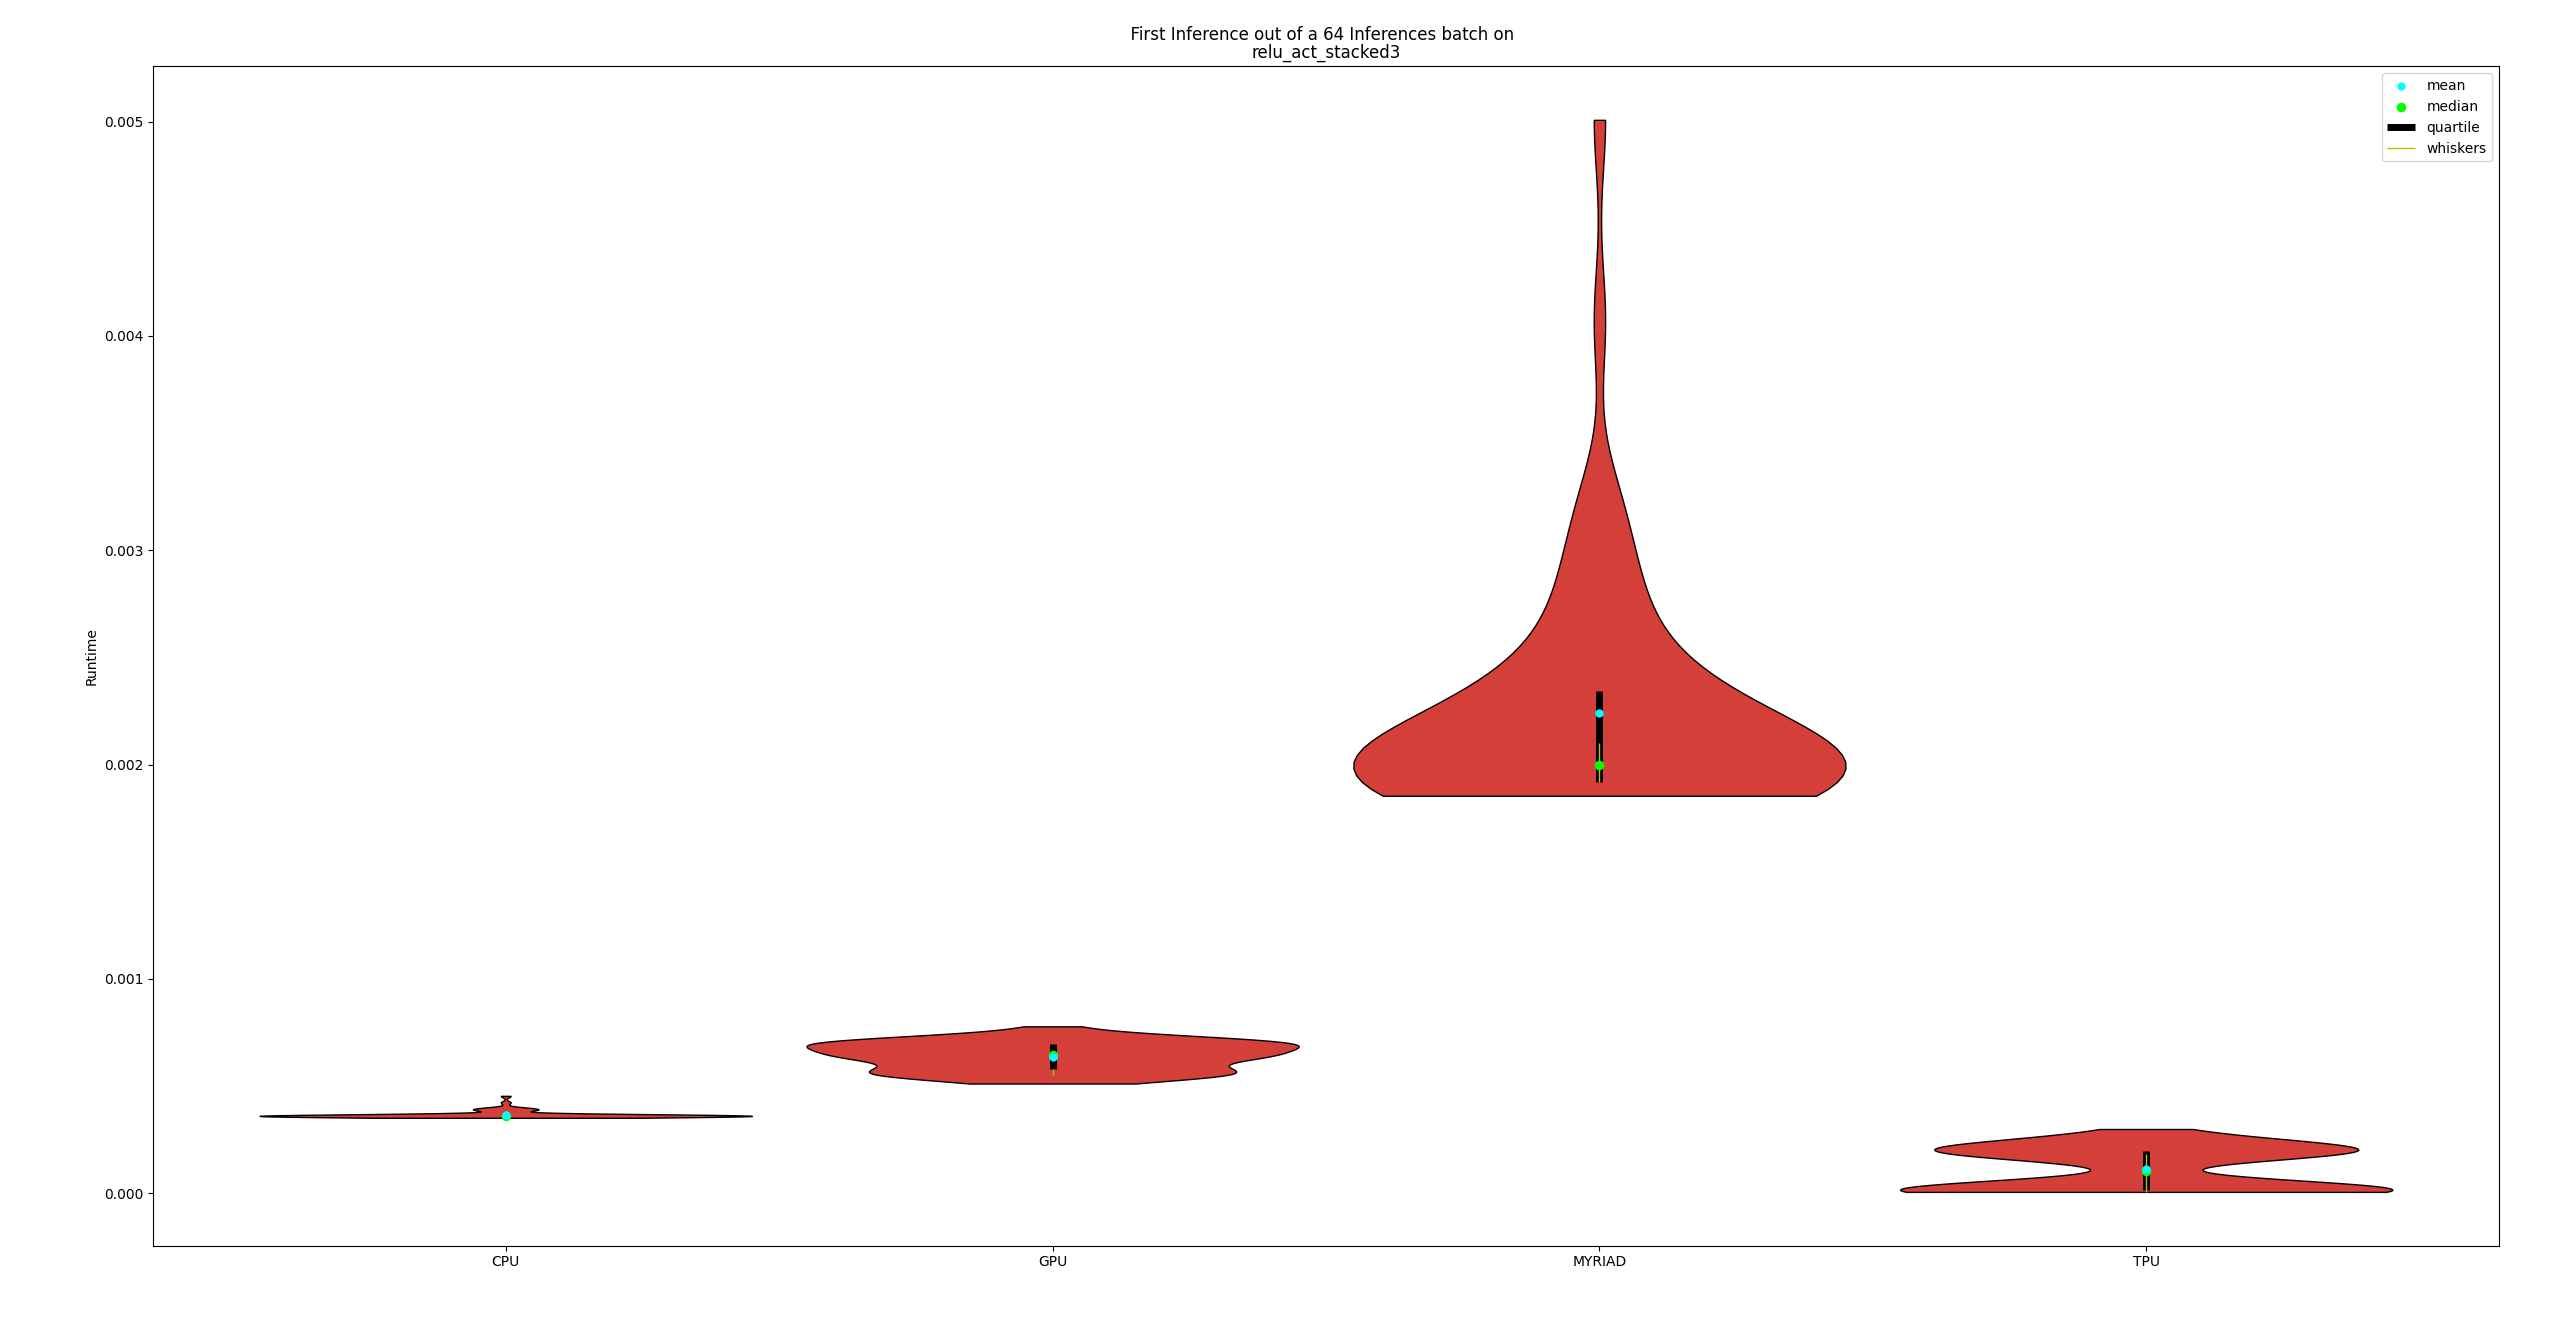 First Inference out of a 64 Inferences batch on
relu_act_stacked3
mean
median
quartile
whiskers
0.005
0.004
0.003
0.002
0.001
0.000
Runtime
CPU
GPU
MYRIAD
TPU